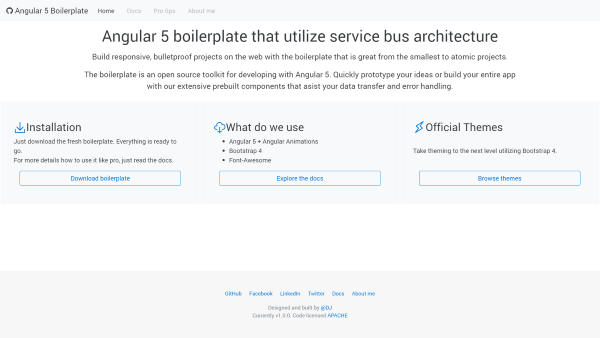 Angular 5 Boilerplate Home Docs Pro Gps About me
Angular 5 boilerplate that utilize service bus architecture
Build responsive, bulletproof projects on the web with the boilerplate that is great from the smallest to atomic projects.
The boilerplate is an open source toolkit for developing with Angular 5. Quickly prototype your ideas or build your entire app
with our extensive prebuilt components that asist your data transfer and error handling.
Installation
Just download the fresh boilerplate. Everything is ready to
go.
For more details how to use it like pro, just read the docs.
Download boilerplate
What do we use
Angular 5 + Angular Animations
Bootstrap 4
Font-Awesome
Explore the docs
Official Themes
Take theming to the next level utilizing Bootstrap 4.
Browse themes
GitHub Facebook LinkedIn Twitter Docs About me
Designed and built by @DJ
Currently v1.0.0. Code licensed APACHE